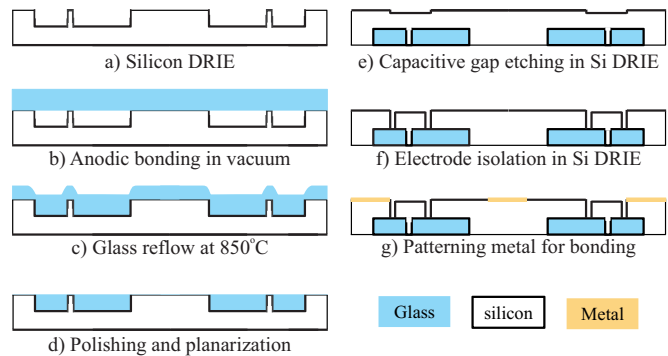 a) Silicon DRIE
b) Anodic bonding in vacuum
c) Glass reflow at 850°C
d) Polishing and planarization
e) Capacitive gap etching in Si DRIE
f) Electrode isolation in Si DRIE
g) Patterning metal for bonding
Glass
silicon
Metal